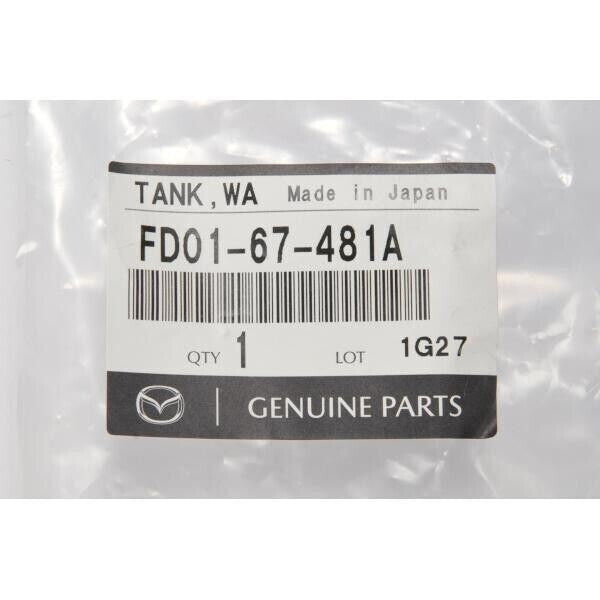 TANK,WA Made in Japan
FD01-67-481A
QTY 1 LOT 1G27
GENUINE PARTS